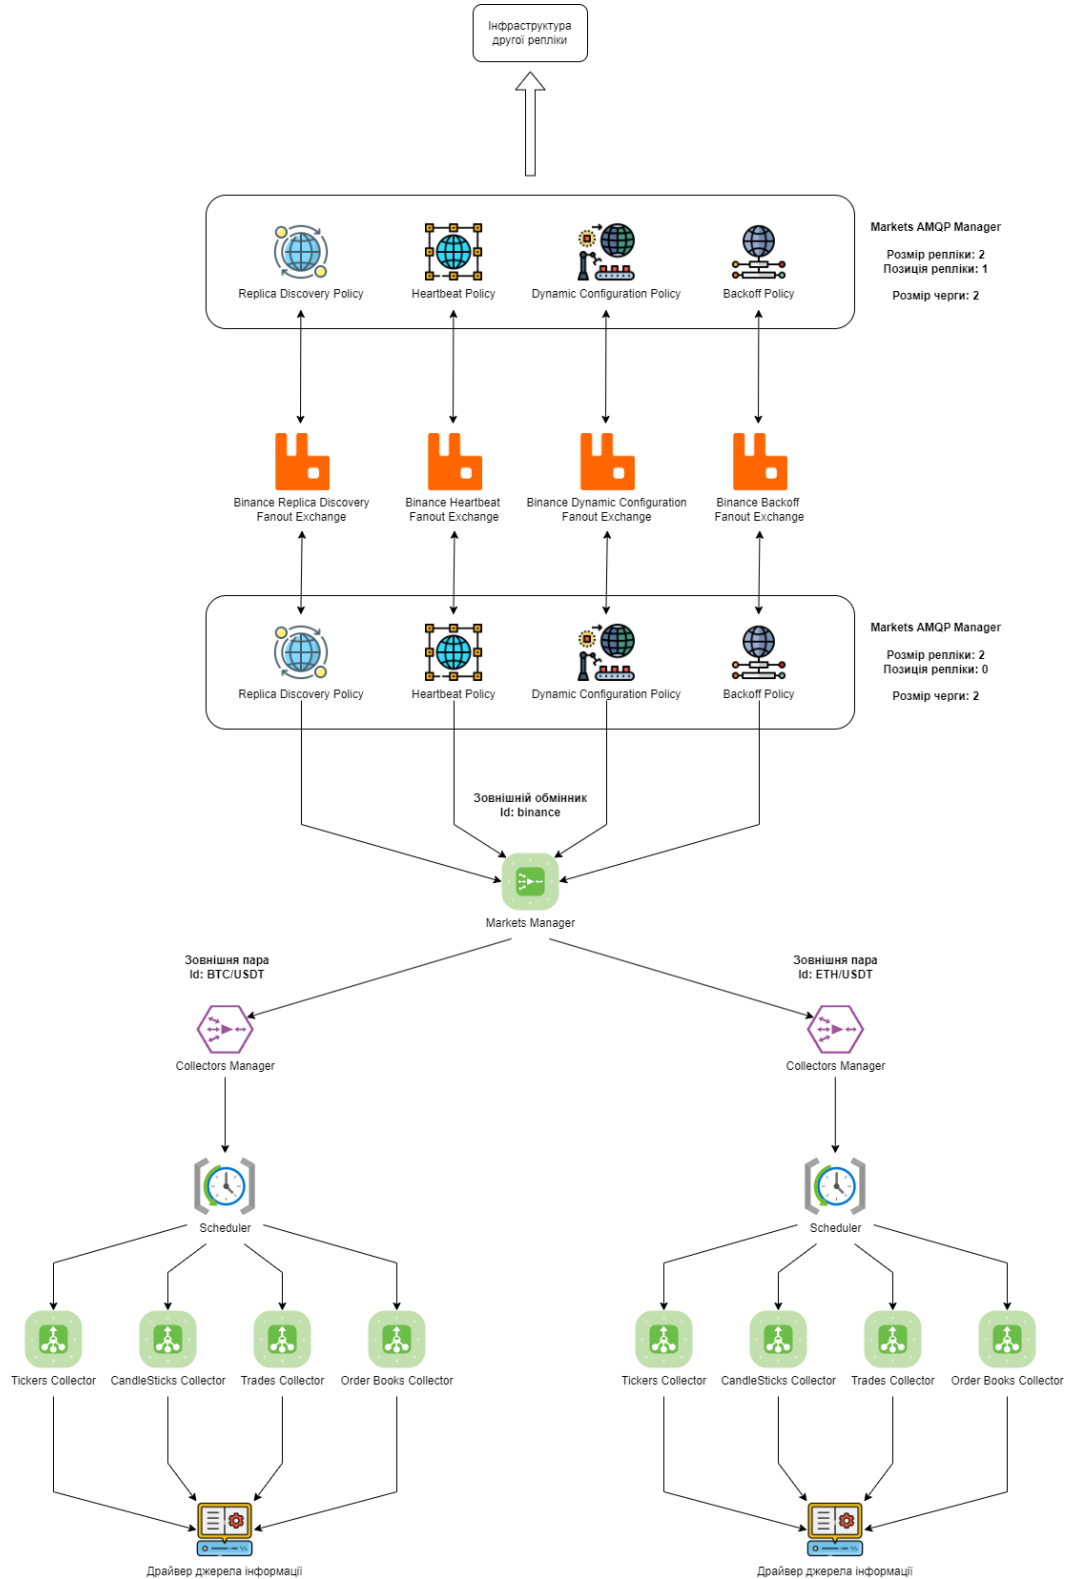 Інфраструктура
другої репліки
Markets AMQP Manager
Розмір репліки: 2
Позиція репліки: 1
Розмір черги: 2
Replica Discovery Policy
Heartbeat Policy
Dynamic Configuration Policy
Backoff Policy
Binance Replica Discovery
Fanout Exchange
Binance Heartbeat
Fanout Exchange
Binance Dynamic Configuration
Fanout Exchange
Binance Backoff
Fanout Exchange
Markets AMQP Manager
Розмір репліки: 2
Позиція репліки: 0
Розмір черги: 2
Replica Discovery Policy
Heartbeat Policy
Dynamic Configuration Policy
Backoff Policy
Зовнішній обмінник
Id: binance
Markets Manager
Зовнішня пара
Id: BTC/USDT
Зовнішня пара
Id: ETH/USDT
Collectors Manager
Collectors Manager
Scheduler
Scheduler
Tickers Collector
CandleSticks Collector
Trades Collector
Order Books Collector
Tickers Collector
CandleSticks Collector
Trades Collector
Order Books Collector
Драйвер джерела інформації
Драйвер джерела інформації